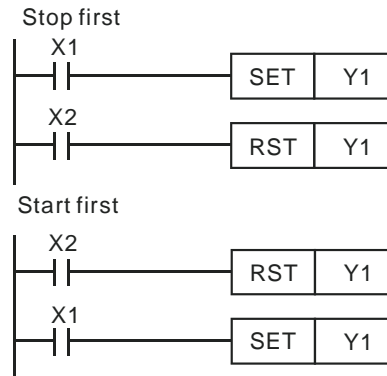 Stop first
X1
SET Y1
X2
RST Y1
Start first
X2
RST Y1
X1
SET Y1